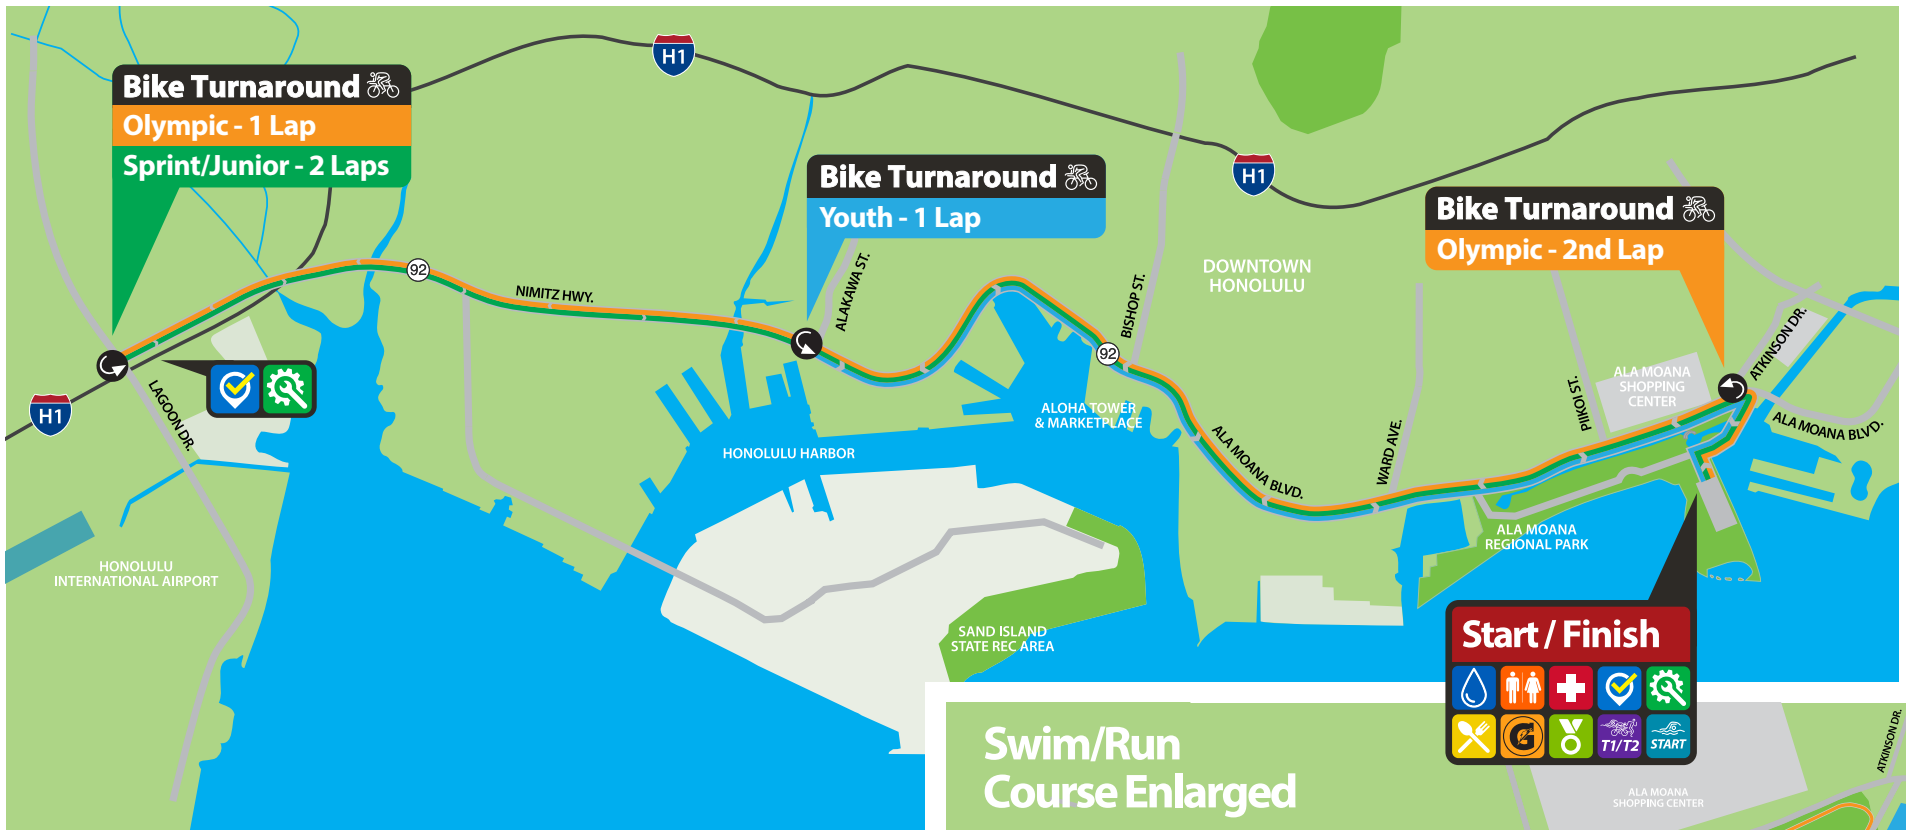 H1
Bike Turnaround
Olympic - 1 Lap
Sprint/Junior - 2 Laps
Bike Turnaround
Youth - 1 Lap
H1
Bike Turnaround
Olympic - 2nd Lap
92
NIMITZ HWY.
ALAKAWA ST.
BISHOP ST.
DOWNTOWN
HONOLULU
92
ATKINSON DR.
ALA MOANA
SHOPPING
CENTER
PIIKOI ST.
H1
LAGOON DR.
ALOHA TOWER
& MARKETPLACE
ALA MOANA BLVD.
WARD AVE.
ALA MOANA BLVD.
HONOLULU HARBOR
ALA MOANA
REGIONAL PARK
HONOLULU
INTERNATIONAL AIRPORT
SAND ISLAND
STATE REC AREA
Start / Finish
G
T1/T2
START
Swim/Run
Course Enlarged
ATKINSON DR.
ALA MOANA
SHOPPING CENTER